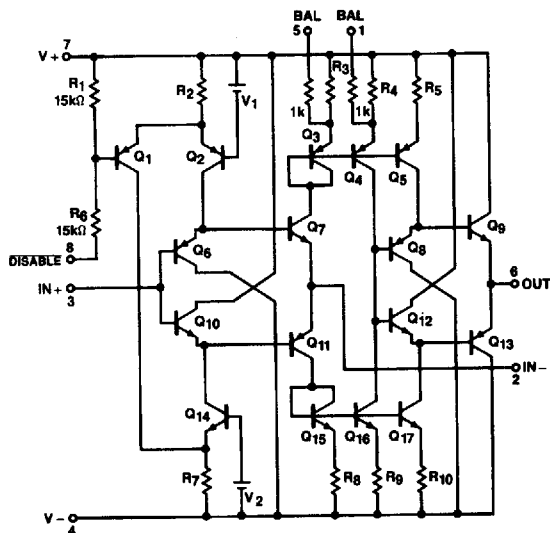 BAL BAL
5 1
7
V+
R1
15kΩ
R2
V1
R3
R4
R5
1k
1k
Q3
Q1
Q2
Q4
Q5
R6
15kΩ
8
DISABLE
Q6
Q7
Q8
Q9
IN+
3
6
OUT
Q10
Q11
Q12
Q13
IN−
2
Q14
Q15
Q16
Q17
R7
V2
R8
R9
R10
V−
4